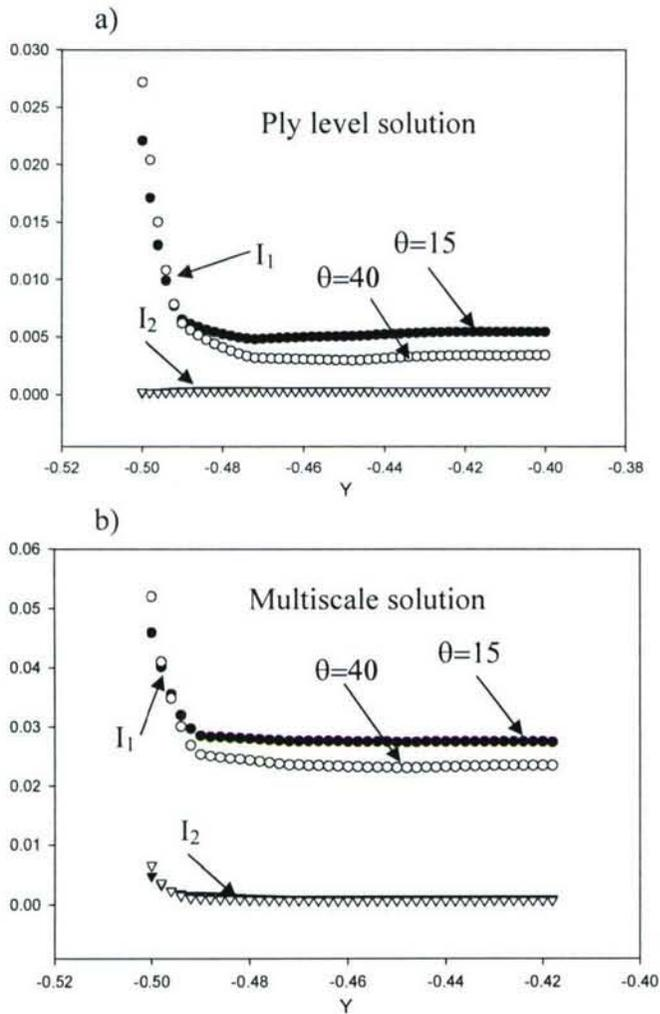 a)
0.030
0.025
0.020
0.015
0.010
0.005
0.000
Ply level solution
I1
θ=15
θ=40
I2
-0.52 -0.50 -0.48 -0.46 -0.44 -0.42 -0.40 -0.38
Y
b)
0.06
0.05
0.04
0.03
0.02
0.01
0.00
Multiscale solution
θ=15
θ=40
I1
I2
-0.52 -0.50 -0.48 -0.46 -0.44 -0.42 -0.40
Y